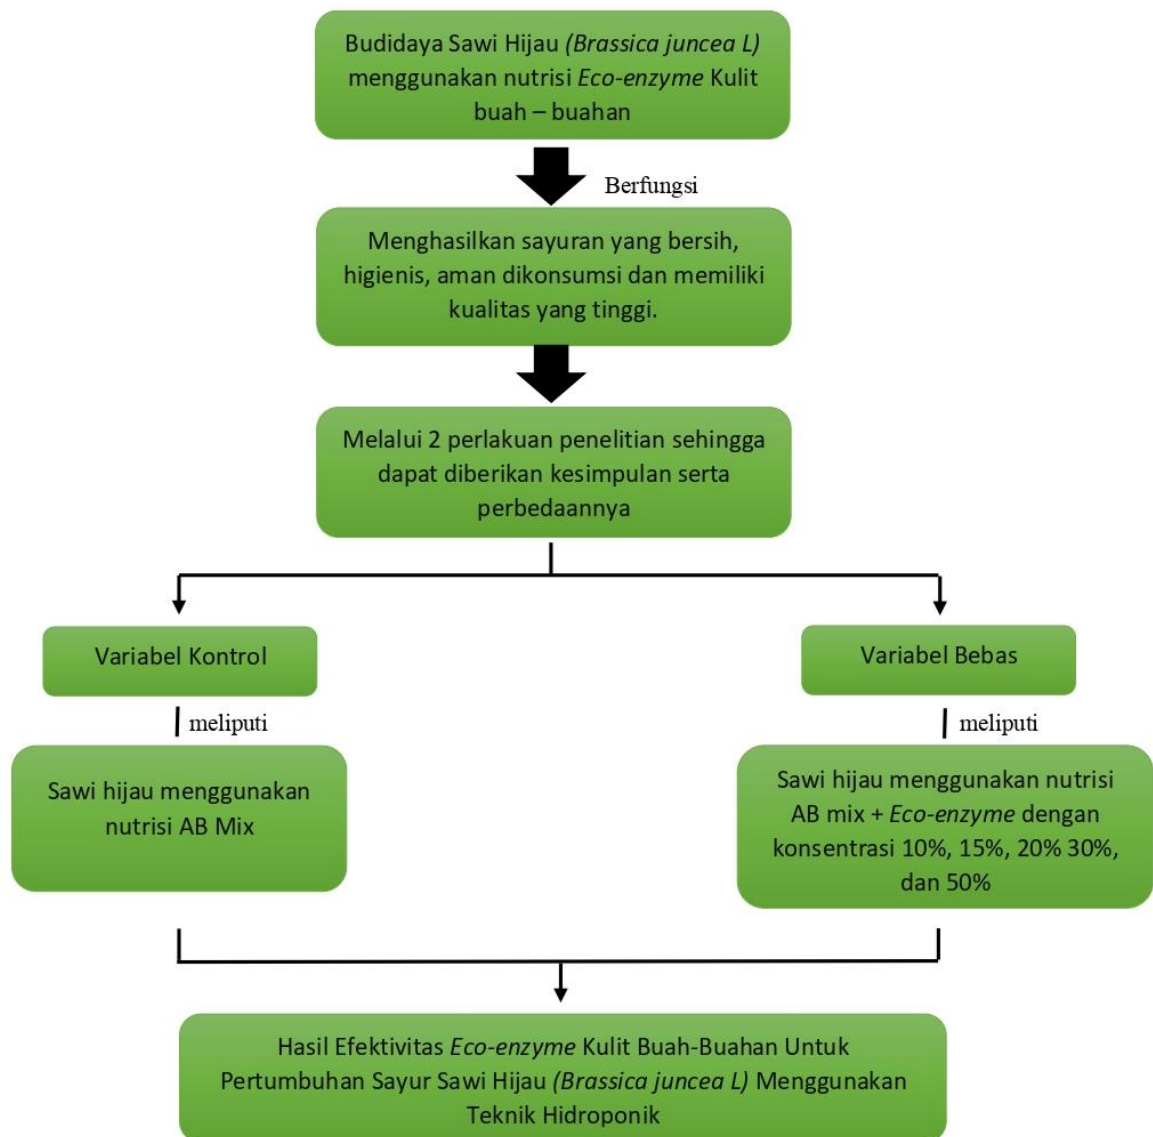 Budidaya Sawi Hijau (Brassica juncea L)
menggunakan nutrisi Eco-enzyme Kulit
buah – buahan
Berfungsi
Menghasilkan sayuran yang bersih,
higienis, aman dikonsumsi dan memiliki
kualitas yang tinggi.
Melalui 2 perlakuan penelitian sehingga
dapat diberikan kesimpulan serta
perbedaannya
Variabel Kontrol
meliputi
Sawi hijau menggunakan
nutrisi AB Mix
Variabel Bebas
meliputi
Sawi hijau menggunakan nutrisi
AB mix + Eco-enzyme dengan
konsentrasi 10%, 15%, 20% 30%,
dan 50%
Hasil Efektivitas Eco-enzyme Kulit Buah-Buahan Untuk
Pertumbuhan Sayur Sawi Hijau (Brassica juncea L) Menggunakan
Teknik Hidroponik